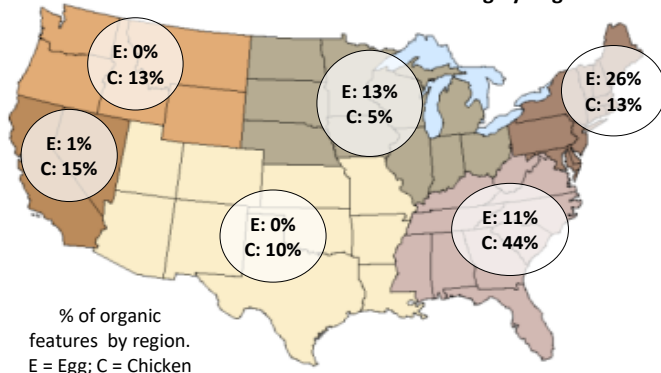 E: 0%
C: 13%
E: 13%
C: 5%
E: 26%
C: 13%
E: 1%
C: 15%
E: 0%
C: 10%
E: 11%
C: 44%
% of organic
features by region.
E = Egg; C = Chicken